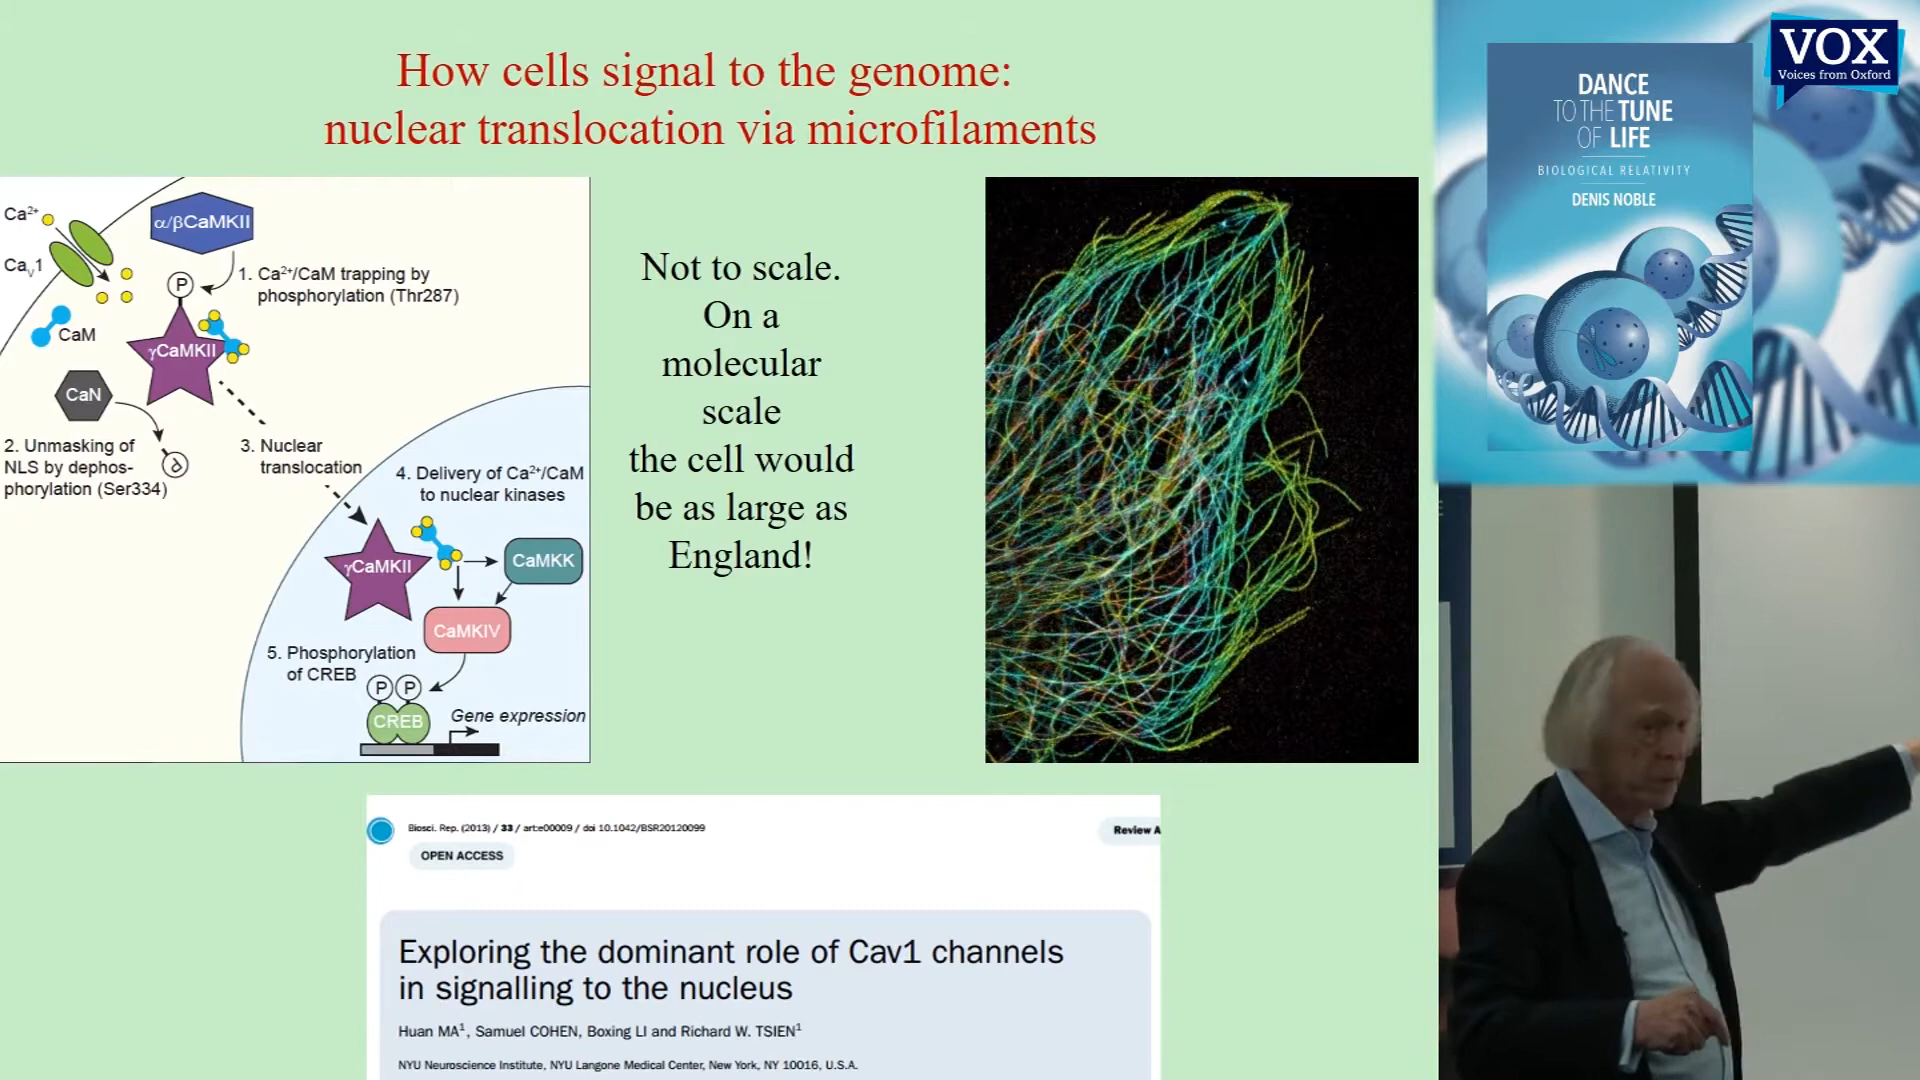 How cells signal to the genome:
nuclear translocation via microfilaments
Ca²⁺
Caᵥ1
α/βCaMKII
1. Ca²⁺/CaM trapping by
phosphorylation (Thr287)
P
CaM
γCaMKII
CaN
2. Unmasking of
NLS by dephos-
phorylation (Ser334)
P
3. Nuclear
translocation
4. Delivery of Ca²⁺/CaM
to nuclear kinases
γCaMKII
CaMKK
CaMKIV
5. Phosphorylation
of CREB
P P
CREB
Gene expression
Not to scale.
On a
molecular
scale
the cell would
be as large as
England!
Biosci. Rep. (2013) / 33 / art:e00009 / doi 10.1042/BSR20120099
Review A
OPEN ACCESS
Exploring the dominant role of Cav1 channels
in signalling to the nucleus
Huan MA¹, Samuel COHEN, Boxing LI and Richard W. TSIEN¹
NYU Neuroscience Institute, NYU Langone Medical Center, New York, NY 10016, U.S.A.
DANCE
TO THE TUNE
OF LIFE
BIOLOGICAL RELATIVITY
DENIS NOBLE
VOX
Voices from Oxford